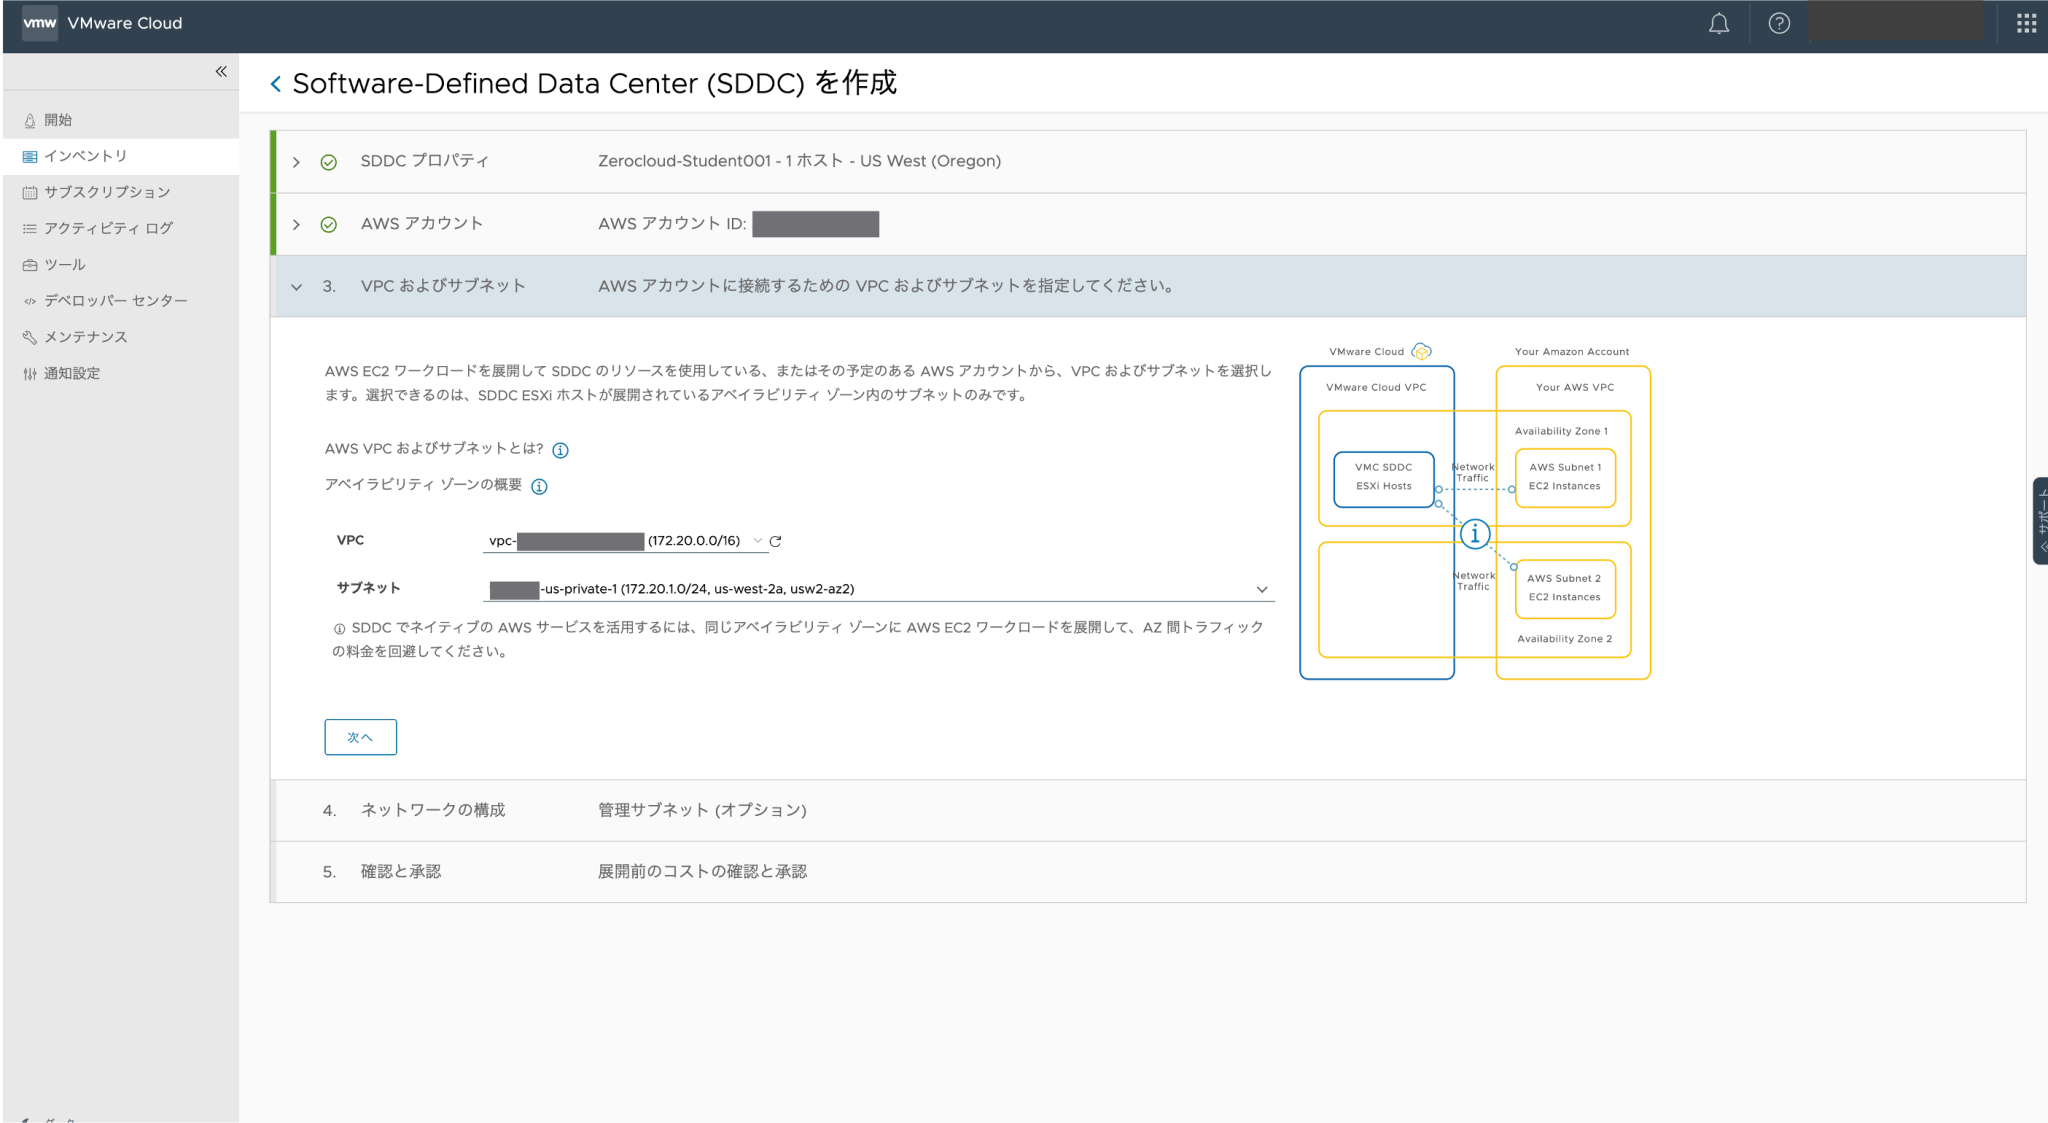 vmw VMware Cloud
Software-Defined Data Center (SDDC) を作成
開始
インベントリ
サブスクリプション
アクティビティ ログ
ツール
デベロッパー センター
メンテナンス
通知設定
SDDC プロパティ Zerocloud-Student001 - 1 ホスト - US West (Oregon)
AWS アカウント AWS アカウント ID:
3. VPC およびサブネット AWS アカウントに接続するための VPC およびサブネットを指定してください。
AWS EC2 ワークロードを展開して SDDC のリソースを使用している、またはその予定のある AWS アカウントから、VPC およびサブネットを選択し
ます。選択できるのは、SDDC ESXi ホストが展開されているアベイラビリティ ゾーン内のサブネットのみです。
AWS VPC およびサブネットとは?
アベイラビリティ ゾーンの概要
VPC vpc- (172.20.0.0/16)
サブネット -us-private-1 (172.20.1.0/24, us-west-2a, usw2-az2)
SDDC でネイティブの AWS サービスを活用するには、同じアベイラビリティ ゾーンに AWS EC2 ワークロードを展開して、AZ 間トラフィック
の料金を回避してください。
次へ
VMware Cloud
Your Amazon Account
VMware Cloud VPC
Your AWS VPC
Availability Zone 1
VMC SDDC
ESXi Hosts
Network
Traffic
AWS Subnet 1
EC2 Instances
Network
Traffic
AWS Subnet 2
EC2 Instances
Availability Zone 2
4. ネットワークの構成 管理サブネット (オプション)
5. 確認と承認 展開前のコストの確認と承認
サポート